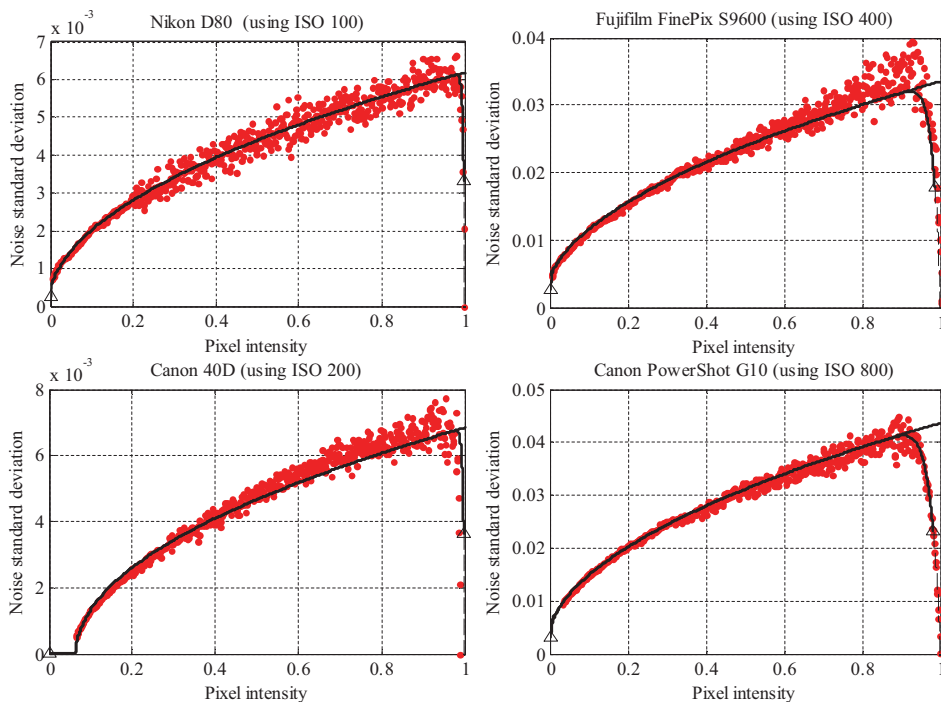 Nikon D80 (using ISO 100)
x 10⁻³
7
6
5
4
3
2
1
0
Noise standard deviation
0 0.2 0.4 0.6 0.8 1
Pixel intensity
Fujifilm FinePix S9600 (using ISO 400)
0.04
0.03
0.02
0.01
0
Noise standard deviation
0 0.2 0.4 0.6 0.8 1
Pixel intensity
Canon 40D (using ISO 200)
x 10⁻³
8
6
4
2
0
Noise standard deviation
0 0.2 0.4 0.6 0.8 1
Pixel intensity
Canon PowerShot G10 (using ISO 800)
0.05
0.04
0.03
0.02
0.01
0
Noise standard deviation
0 0.2 0.4 0.6 0.8 1
Pixel intensity